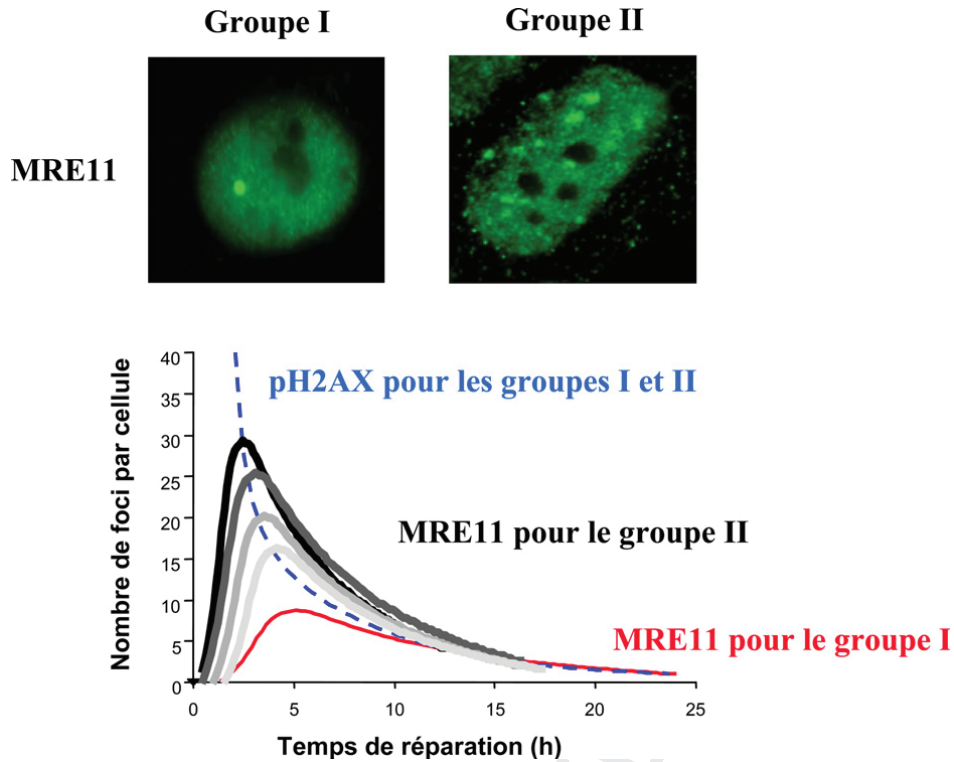 Groupe I
Groupe II
MRE11
Nombre de foci par cellule
40
35
30
25
20
15
10
5
0
pH2AX pour les groupes I et II
MRE11 pour le groupe II
MRE11 pour le groupe I
0 5 10 15 20 25
Temps de réparation (h)